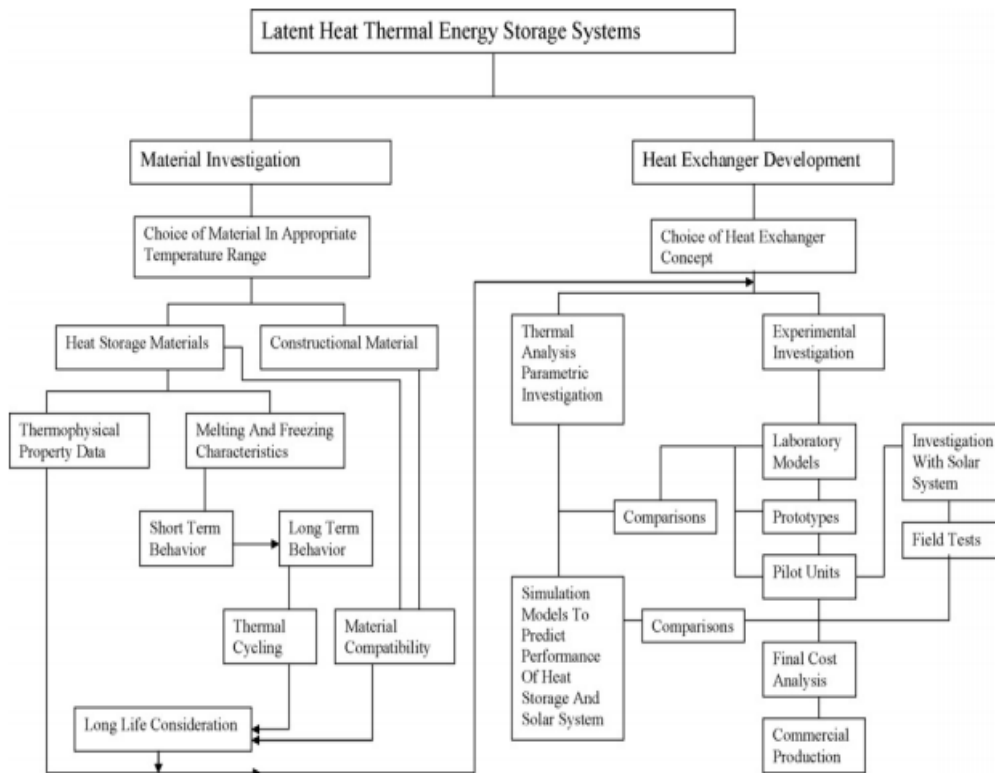 Latent Heat Thermal Energy Storage Systems
Material Investigation
Heat Exchanger Development
Choice of Material In Appropriate
Temperature Range
Choice of Heat Exchanger
Concept
Heat Storage Materials
Constructional Material
Thermal
Analysis
Parametric
Investigation
Experimental
Investigation
Thermophysical
Property Data
Melting And Freezing
Characteristics
Laboratory
Models
Investigation
With Solar
System
Short Term
Behavior
Long Term
Behavior
Comparisons
Prototypes
Field Tests
Pilot Units
Thermal
Cycling
Material
Compatibility
Simulation
Models To
Predict
Performance
Of Heat
Storage And
Solar System
Comparisons
Final Cost
Analysis
Long Life Consideration
Commercial
Production